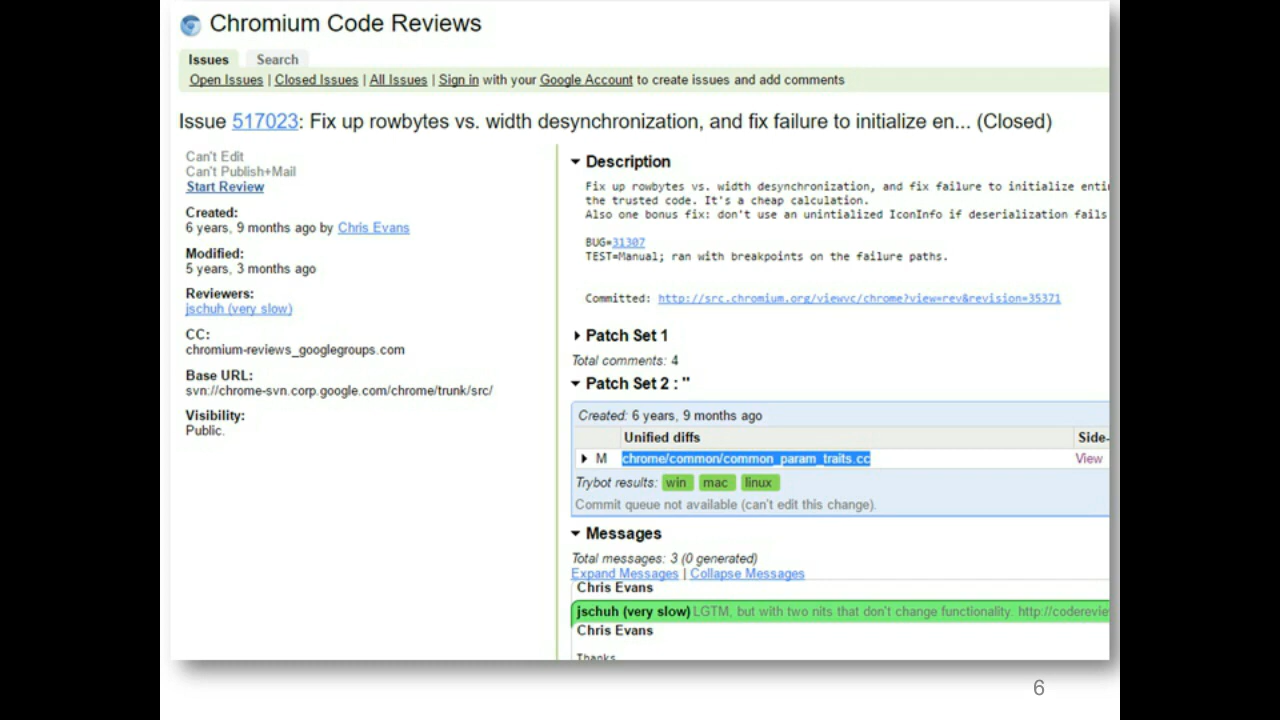 Chromium Code Reviews
Issues Search
Open Issues | Closed Issues | All Issues | Sign in with your Google Account to create issues and add comments
Issue 517023: Fix up rowbytes vs. width desynchronization, and fix failure to initialize en... (Closed)
Can't Edit
Can't Publish+Mail
Start Review
Created:
6 years, 9 months ago by Chris Evans
Modified:
5 years, 3 months ago
Reviewers:
jschuh (very slow)
CC:
chromium-reviews_googlegroups.com
Base URL:
svn://chrome-svn.corp.google.com/chrome/trunk/src/
Visibility:
Public.
Description
Fix up rowbytes vs. width desynchronization, and fix failure to initialize enti
the trusted code. It's a cheap calculation.
Also one bonus fix: don't use an unintialized IconInfo if deserialization fails
BUG=31307
TEST=Manual; ran with breakpoints on the failure paths.
Committed: http://src.chromium.org/viewvc/chrome?view=rev&revision=35371
Patch Set 1
Total comments: 4
Patch Set 2 : "
Created: 6 years, 9 months ago
Unified diffs Side-
M chrome/common/common_param_traits.cc View
Trybot results: win mac linux
Commit queue not available (can't edit this change).
Messages
Total messages: 3 (0 generated)
Expand Messages | Collapse Messages
Chris Evans
jschuh (very slow) LGTM, but with two nits that don't change functionality. http://coderevie
Chris Evans
Thanks
6